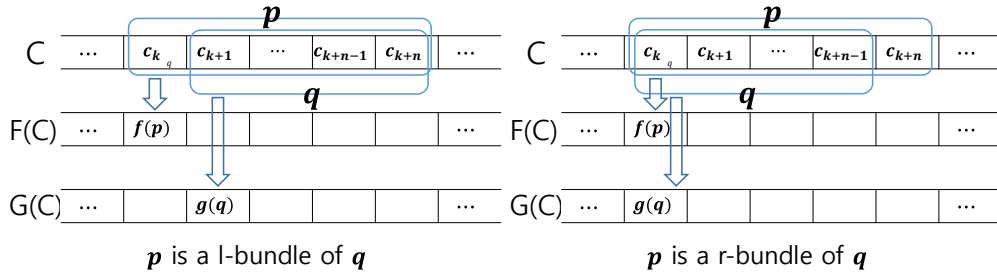 p p
C ... c_k q c_{k+1} ... c_{k+n-1} c_{k+n} ... C ... c_k q c_{k+1} ... c_{k+n-1} c_{k+n} ...
q q
F(C) ... f(p) ... F(C) ... f(p) ...
G(C) ... g(q) ... G(C) ... g(q) ...
p is a l-bundle of q p is a r-bundle of q